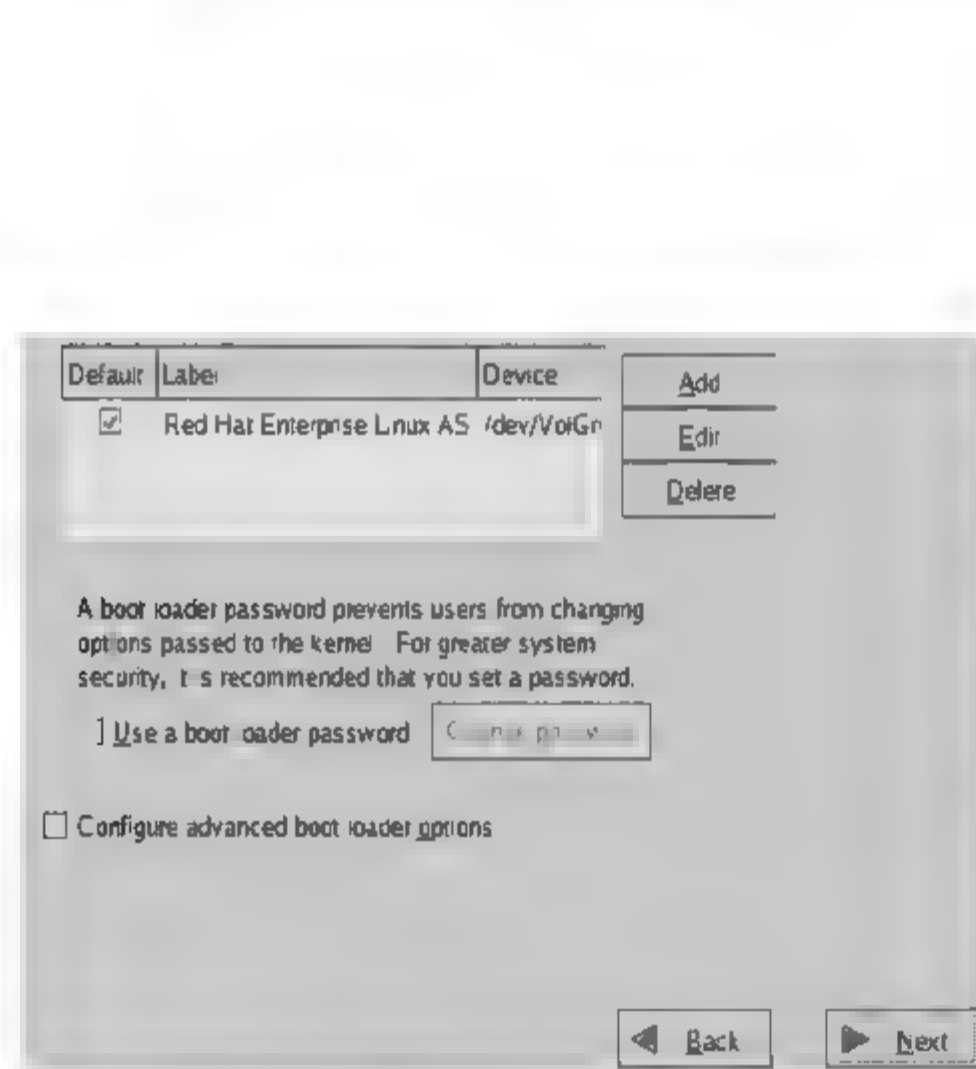 Default Label Device
Red Hat Enterprise Linux AS /dev/VolGr
Add
Edit
Delete
A boot loader password prevents users from changing
options passed to the kernel. For greater system
security, it is recommended that you set a password.
Use a boot loader password
Configure advanced boot loader options
Back Next